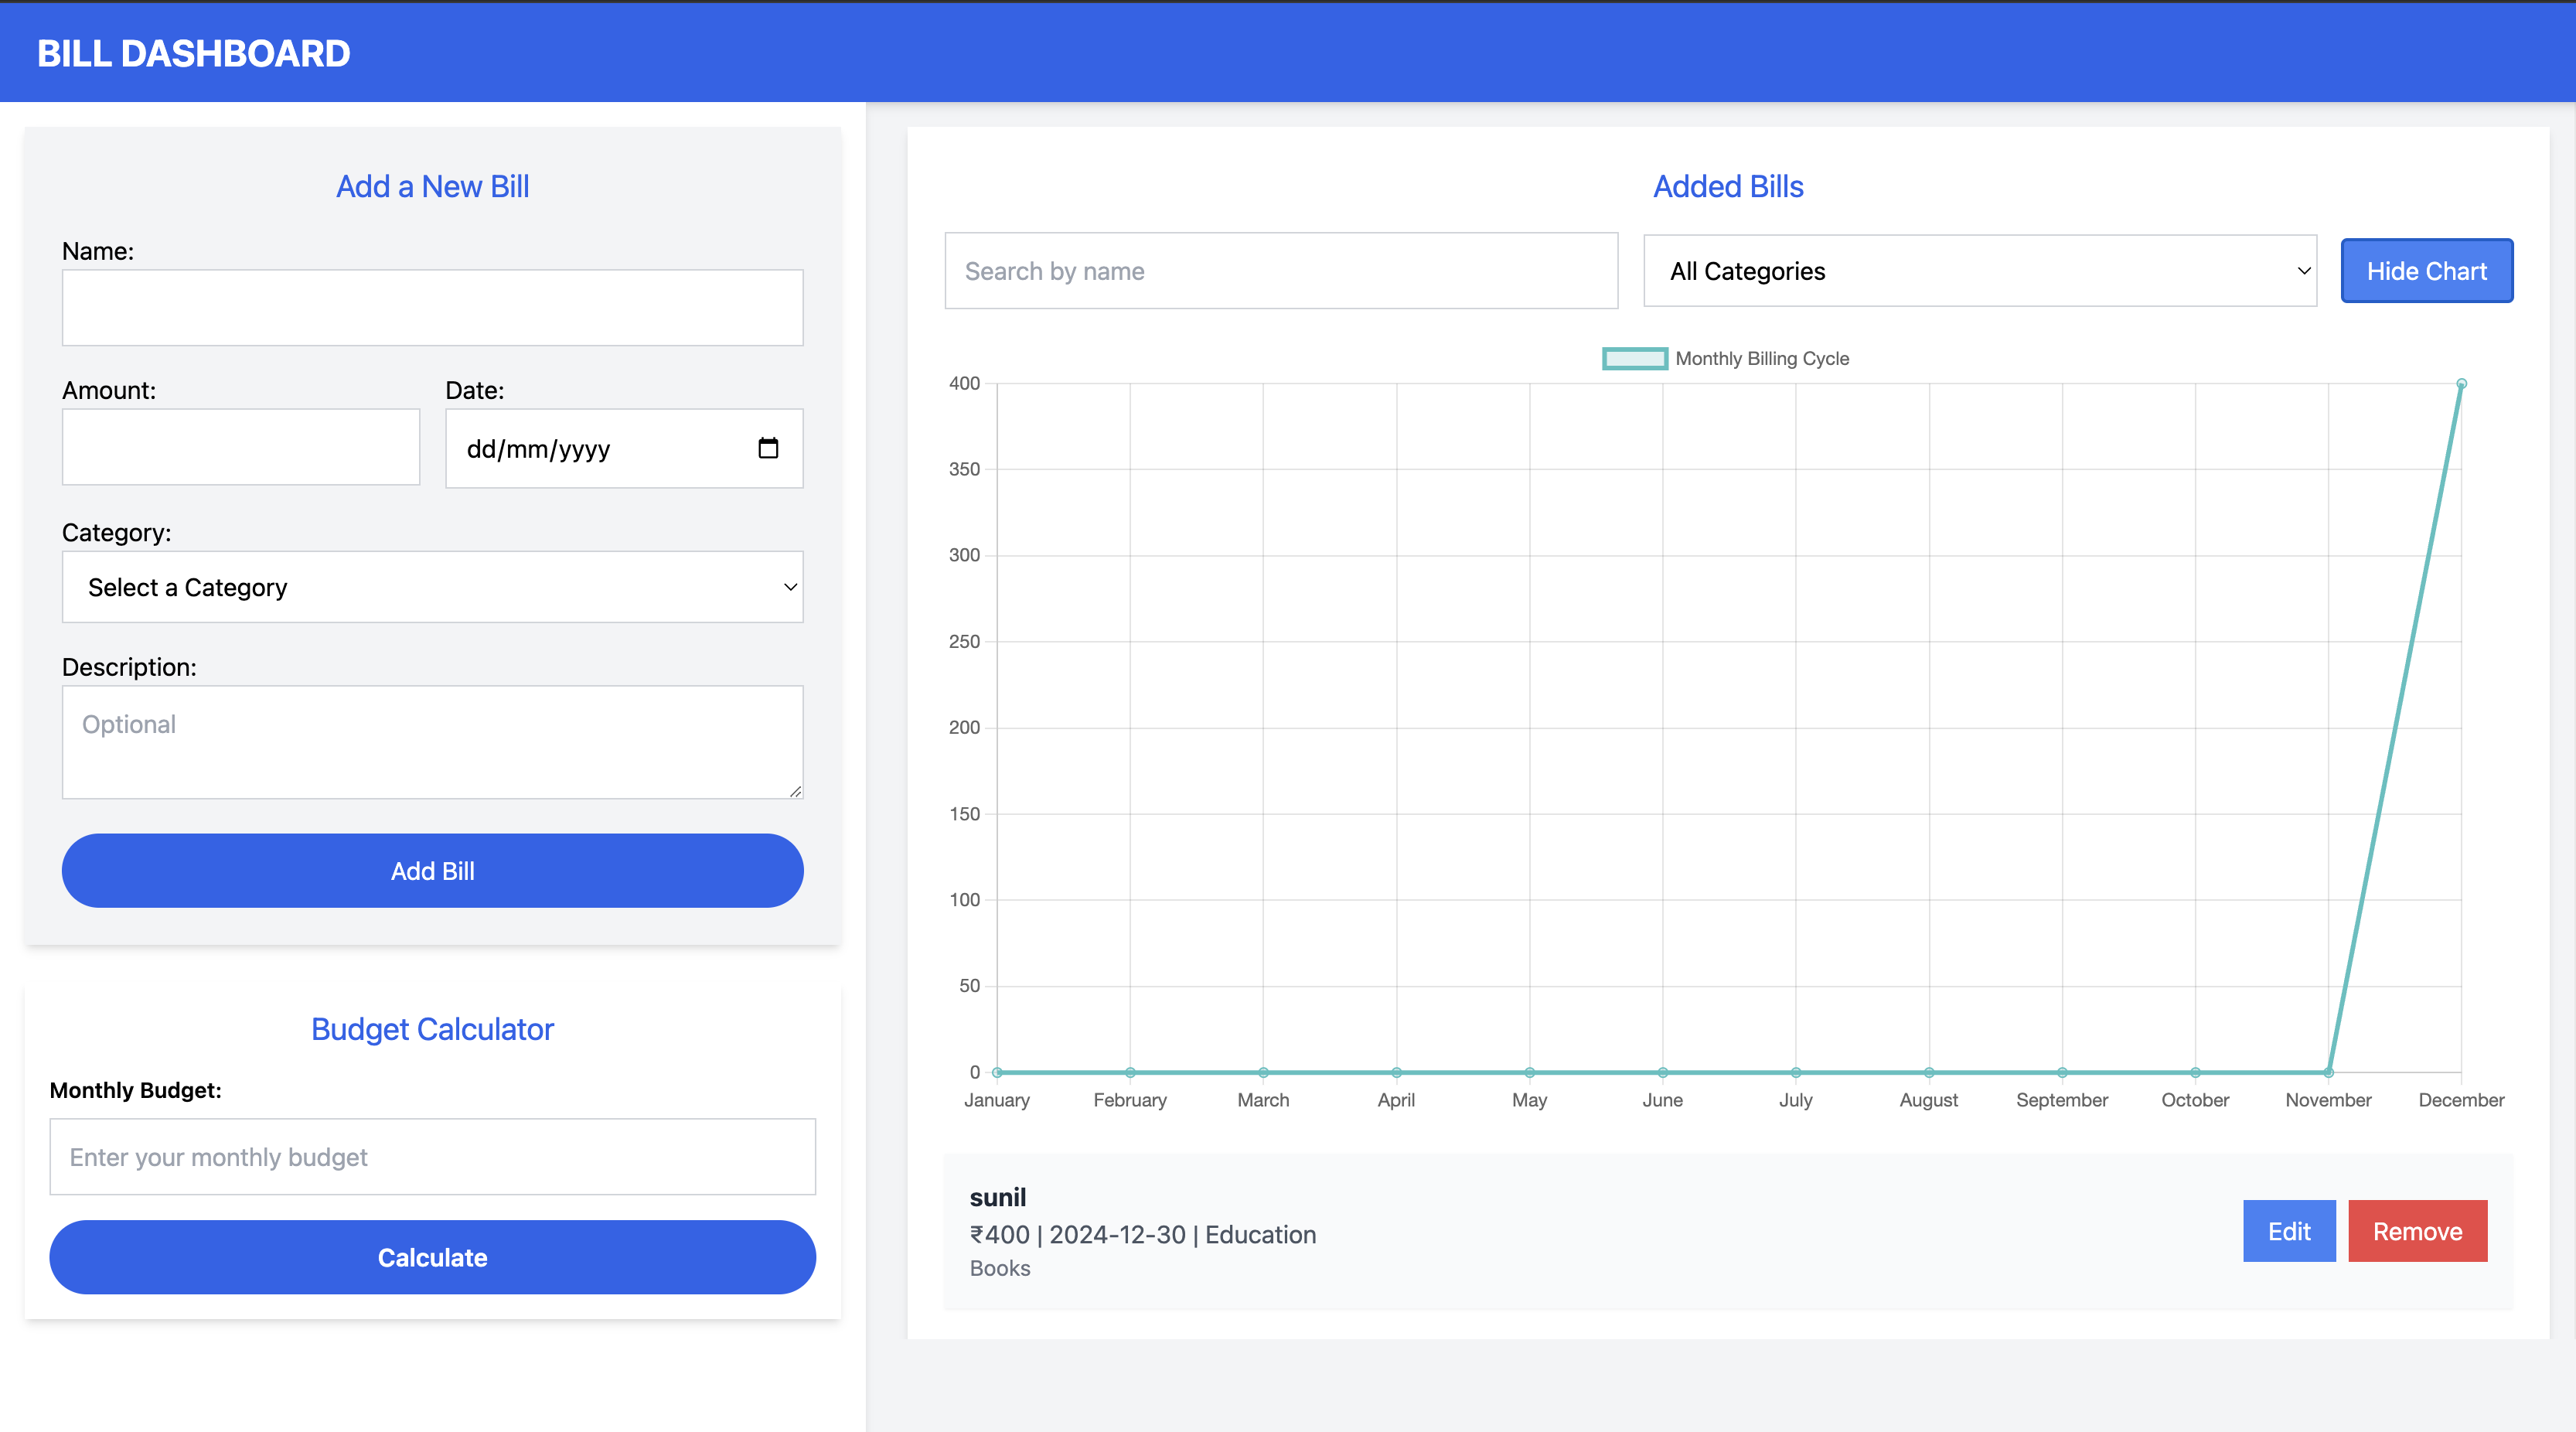 BILL DASHBOARD
Add a New Bill
Name:
Amount:
Date:
dd/mm/yyyy
Category:
Select a Category
Description:
Optional
Add Bill
Budget Calculator
Monthly Budget:
Enter your monthly budget
Calculate
Added Bills
Search by name
All Categories
Hide Chart
Monthly Billing Cycle
400
350
300
250
200
150
100
50
0
January February March April May June July August September October November December
sunil
₹400 | 2024-12-30 | Education
Books
Edit Remove